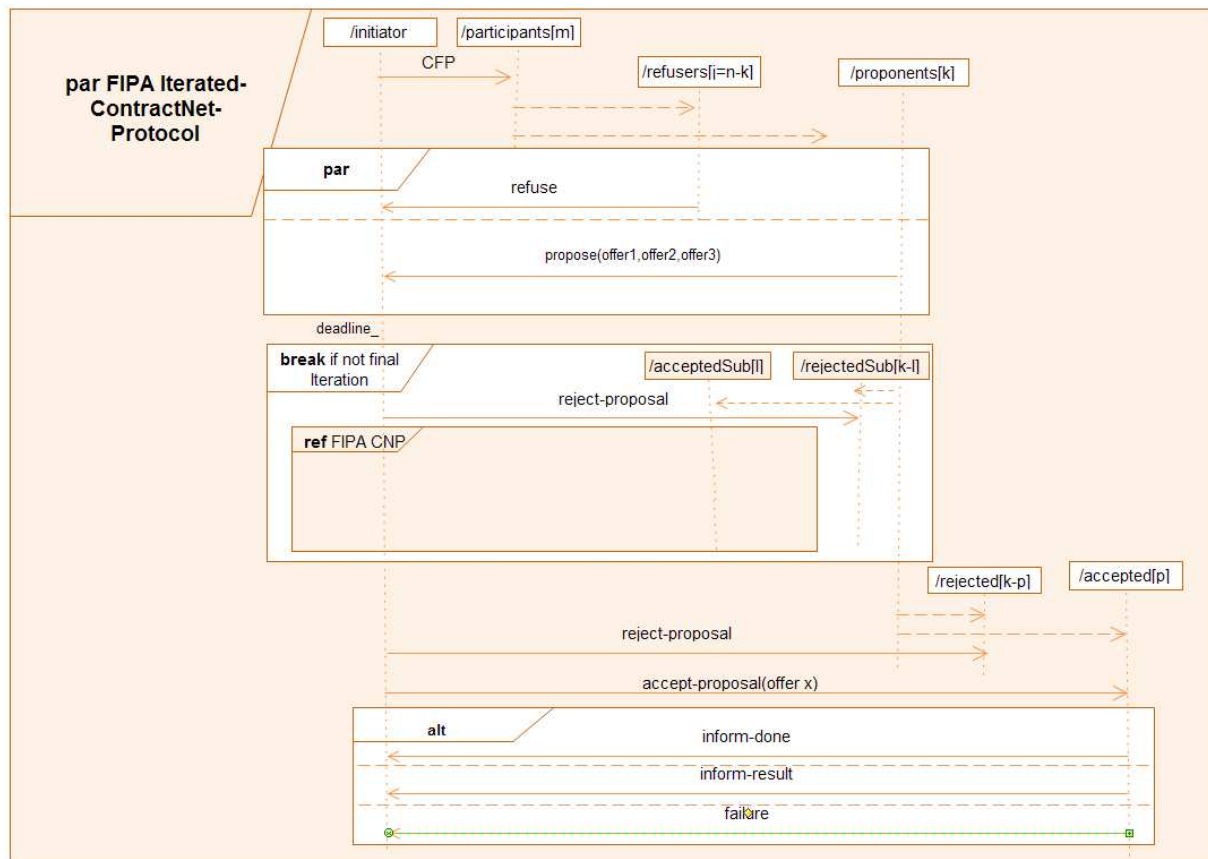 par FIPA Iterated-
ContractNet-
Protocol
/initiator
/participants[m]
CFP
/refusers[j=n-k]
/proponents[k]
par
refuse
propose(offer1,offer2,offer3)
deadline_
break if not final
Iteration
/acceptedSub[l]
/rejectedSub[k-l]
reject-proposal
ref FIPA CNP
/rejected[k-p]
/accepted[p]
reject-proposal
accept-proposal(offer x)
alt
inform-done
inform-result
failure